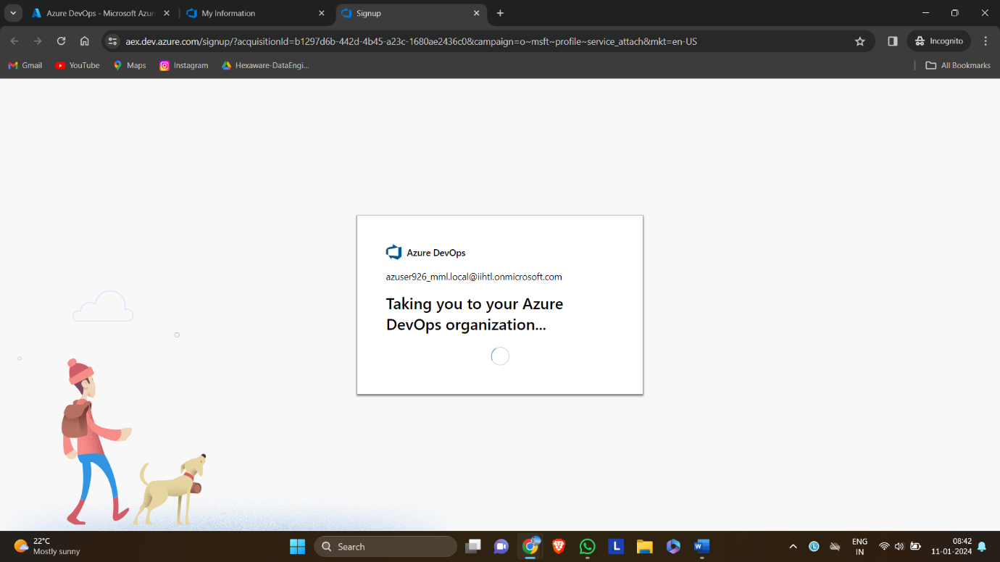 Azure DevOps - Microsoft Azur
My Information
Signup
aex.dev.azure.com/signup/?acquisitionId=b1297d6b-442d-4b45-a23c-1680ae2436c0&campaign=o~msft~profile~service_attach&mkt=en-US
Incognito
Gmail
YouTube
Maps
Instagram
Hexaware-DataEngi...
All Bookmarks
Azure DevOps
azuser926_mml.local@iihtl.onmicrosoft.com
Taking you to your Azure
DevOps organization...
22°C
Mostly sunny
Search
L
W
L
ENG
IN
08:42
11-01-2024